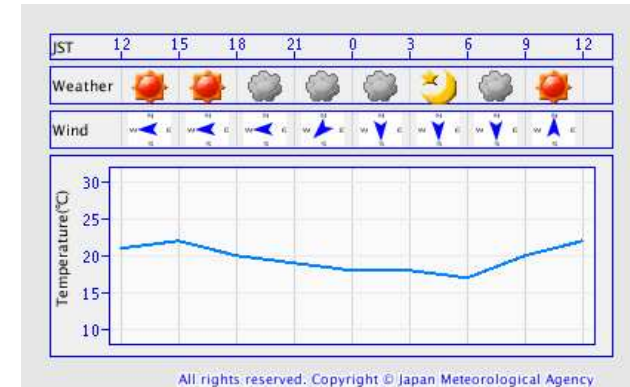 JST 12 15 18 21 0 3 6 9 12
Weather
Wind
Temperature(℃)
30
25
20
15
10
All rights reserved. Copyright © Japan Meteorological Agency